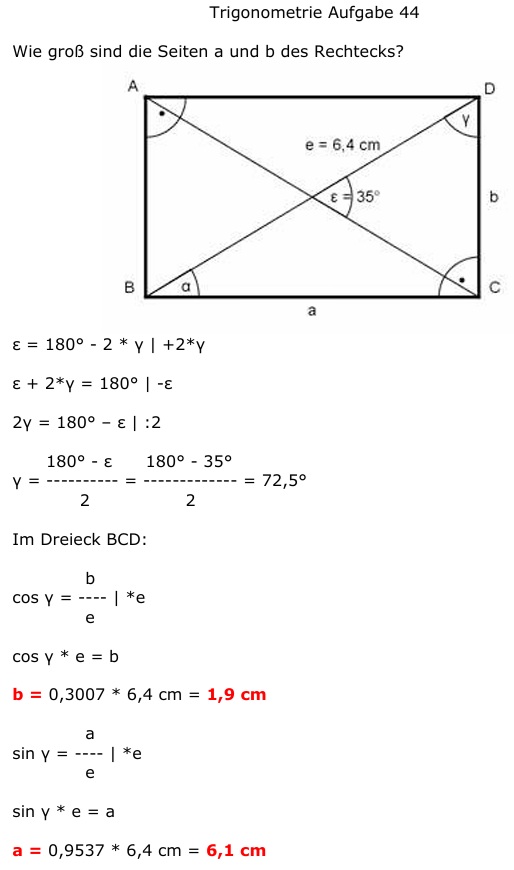 Trigonometrie Aufgabe 44
Wie groß sind die Seiten a und b des Rechtecks?
A
D
γ
e = 6,4 cm
ε = 35°
b
B
α
C
a
ε = 180° - 2 * γ | +2*γ
ε + 2*γ = 180° | -ε
2γ = 180° – ε | :2
180° - ε 180° - 35°
γ = ---------- = ------------- = 72,5°
2 2
Im Dreieck BCD:
b
cos γ = ---- | *e
e
cos γ * e = b
b = 0,3007 * 6,4 cm = 1,9 cm
a
sin γ = ---- | *e
e
sin γ * e = a
a = 0,9537 * 6,4 cm = 6,1 cm